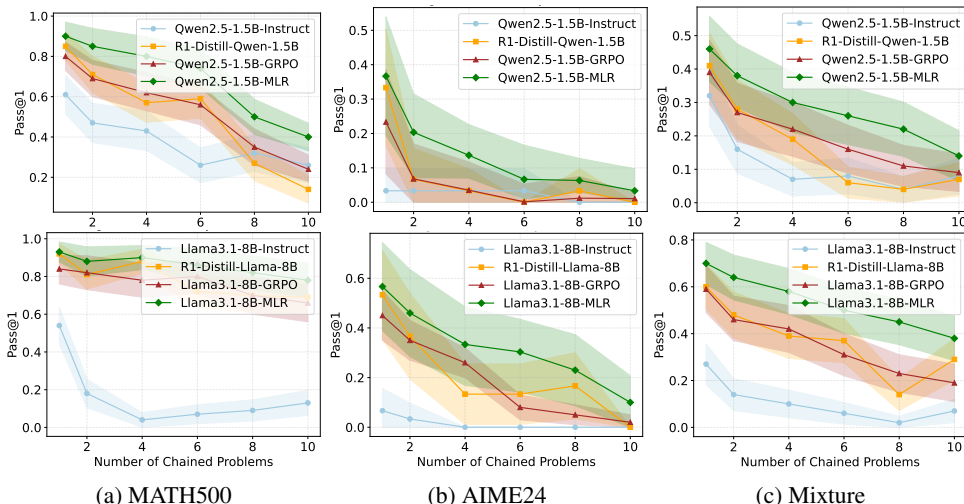 Pass@1
1.0
0.8
0.6
0.4
0.2
2
4
6
8
10
Qwen2.5-1.5B-Instruct
R1-Distill-Qwen-1.5B
Qwen2.5-1.5B-GRPO
Qwen2.5-1.5B-MLR
Pass@1
0.5
0.4
0.3
0.2
0.1
0.0
2
4
6
8
10
Qwen2.5-1.5B-Instruct
R1-Distill-Qwen-1.5B
Qwen2.5-1.5B-GRPO
Qwen2.5-1.5B-MLR
Pass@1
0.5
0.4
0.3
0.2
0.1
0.0
2
4
6
8
10
Qwen2.5-1.5B-Instruct
R1-Distill-Qwen-1.5B
Qwen2.5-1.5B-GRPO
Qwen2.5-1.5B-MLR
Pass@1
1.0
0.8
0.6
0.4
0.2
0.0
2
4
6
8
10
Number of Chained Problems
Llama3.1-8B-Instruct
R1-Distill-Llama-8B
Llama3.1-8B-GRPO
Llama3.1-8B-MLR
(a) MATH500
Pass@1
0.6
0.4
0.2
0.0
2
4
6
8
10
Number of Chained Problems
Llama3.1-8B-Instruct
R1-Distill-Llama-8B
Llama3.1-8B-GRPO
Llama3.1-8B-MLR
(b) AIME24
Pass@1
0.8
0.6
0.4
0.2
0.0
2
4
6
8
10
Number of Chained Problems
Llama3.1-8B-Instruct
R1-Distill-Llama-8B
Llama3.1-8B-GRPO
Llama3.1-8B-MLR
(c) Mixture